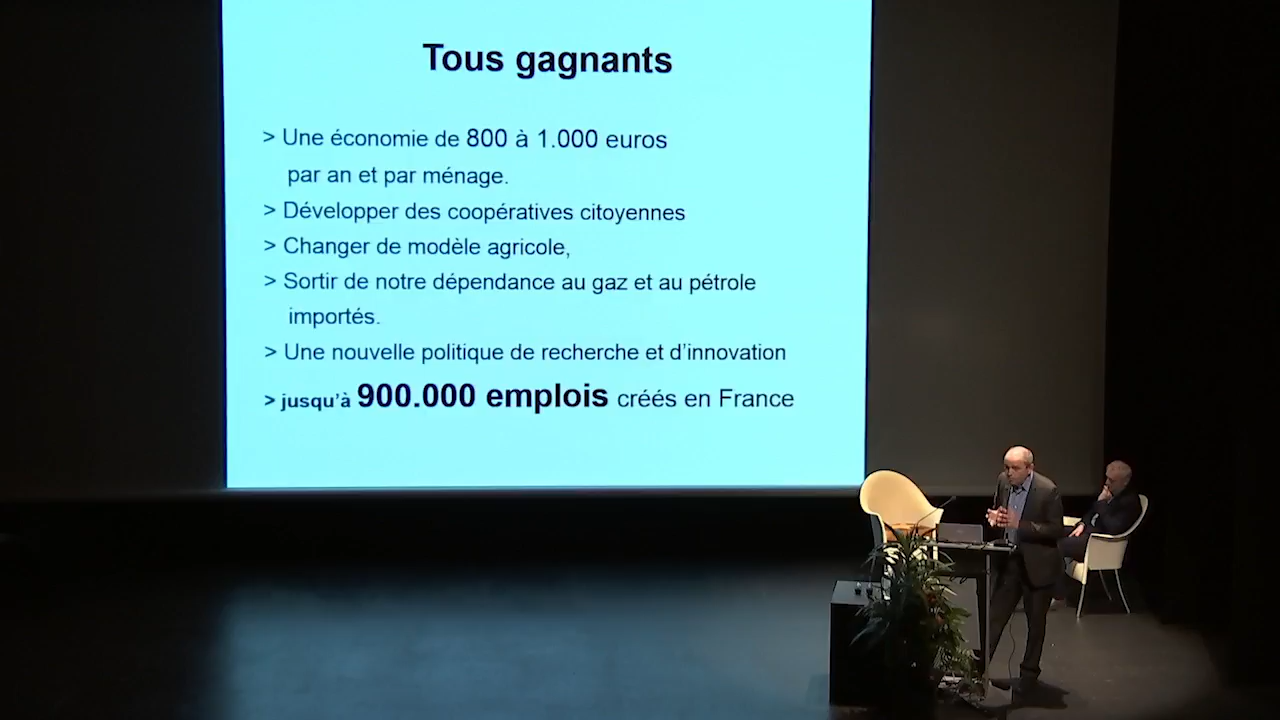 Tous gagnants
> Une économie de 800 à 1.000 euros
par an et par ménage.
> Développer des coopératives citoyennes
> Changer de modèle agricole,
> Sortir de notre dépendance au gaz et au pétrole
importés.
> Une nouvelle politique de recherche et d'innovation
> jusqu'à 900.000 emplois créés en France